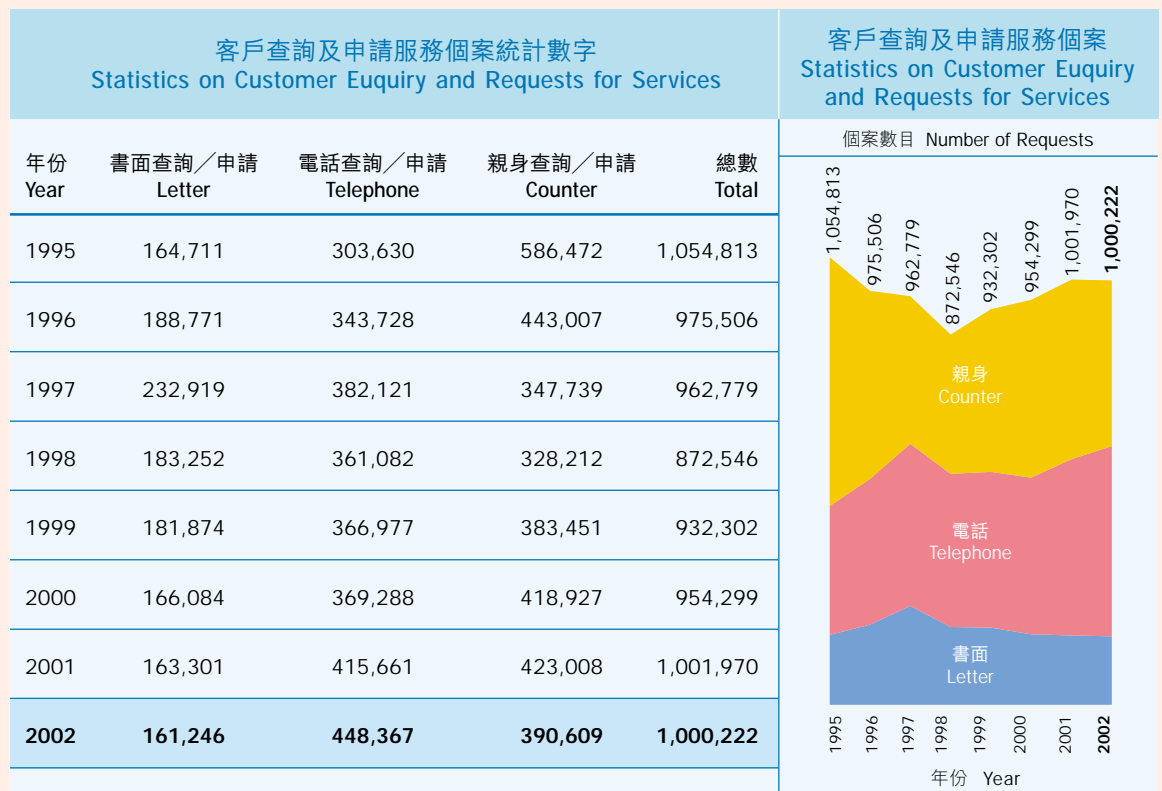 客戶查詢及申請服務個案統計數字
Statistics on Customer Euquiry and Requests for Services
年份 書面查詢／申請 電話查詢／申請 親身查詢／申請 總數
Year Letter Telephone Counter Total
1995 164,711 303,630 586,472 1,054,813
1996 188,771 343,728 443,007 975,506
1997 232,919 382,121 347,739 962,779
1998 183,252 361,082 328,212 872,546
1999 181,874 366,977 383,451 932,302
2000 166,084 369,288 418,927 954,299
2001 163,301 415,661 423,008 1,001,970
2002 161,246 448,367 390,609 1,000,222
客戶查詢及申請服務個案
Statistics on Customer Euquiry
and Requests for Services
個案數目 Number of Requests
1,054,813
975,506
962,779
872,546
932,302
954,299
1,001,970
1,000,222
親身
Counter
電話
Telephone
書面
Letter
1995
1996
1997
1998
1999
2000
2001
2002
年份 Year